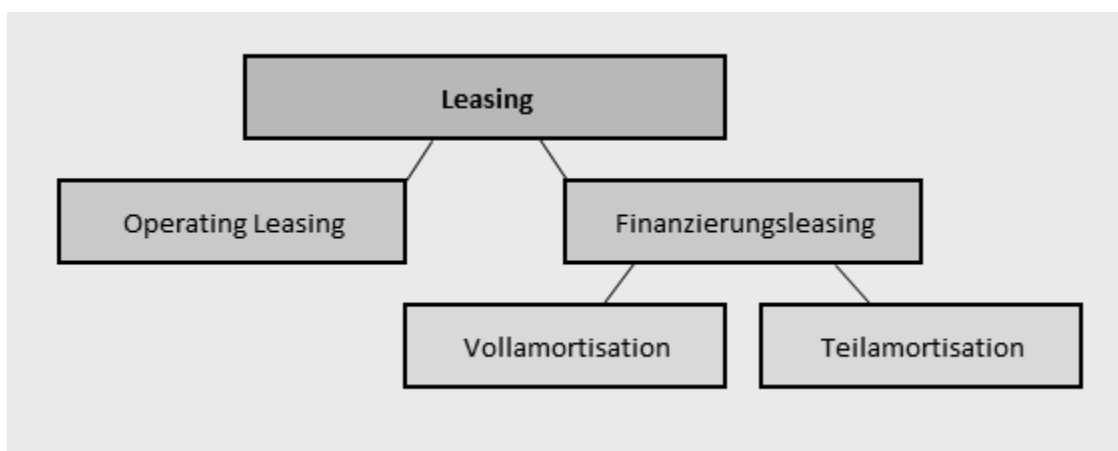 Leasing
Operating Leasing
Finanzierungsleasing
Vollamortisation
Teilamortisation